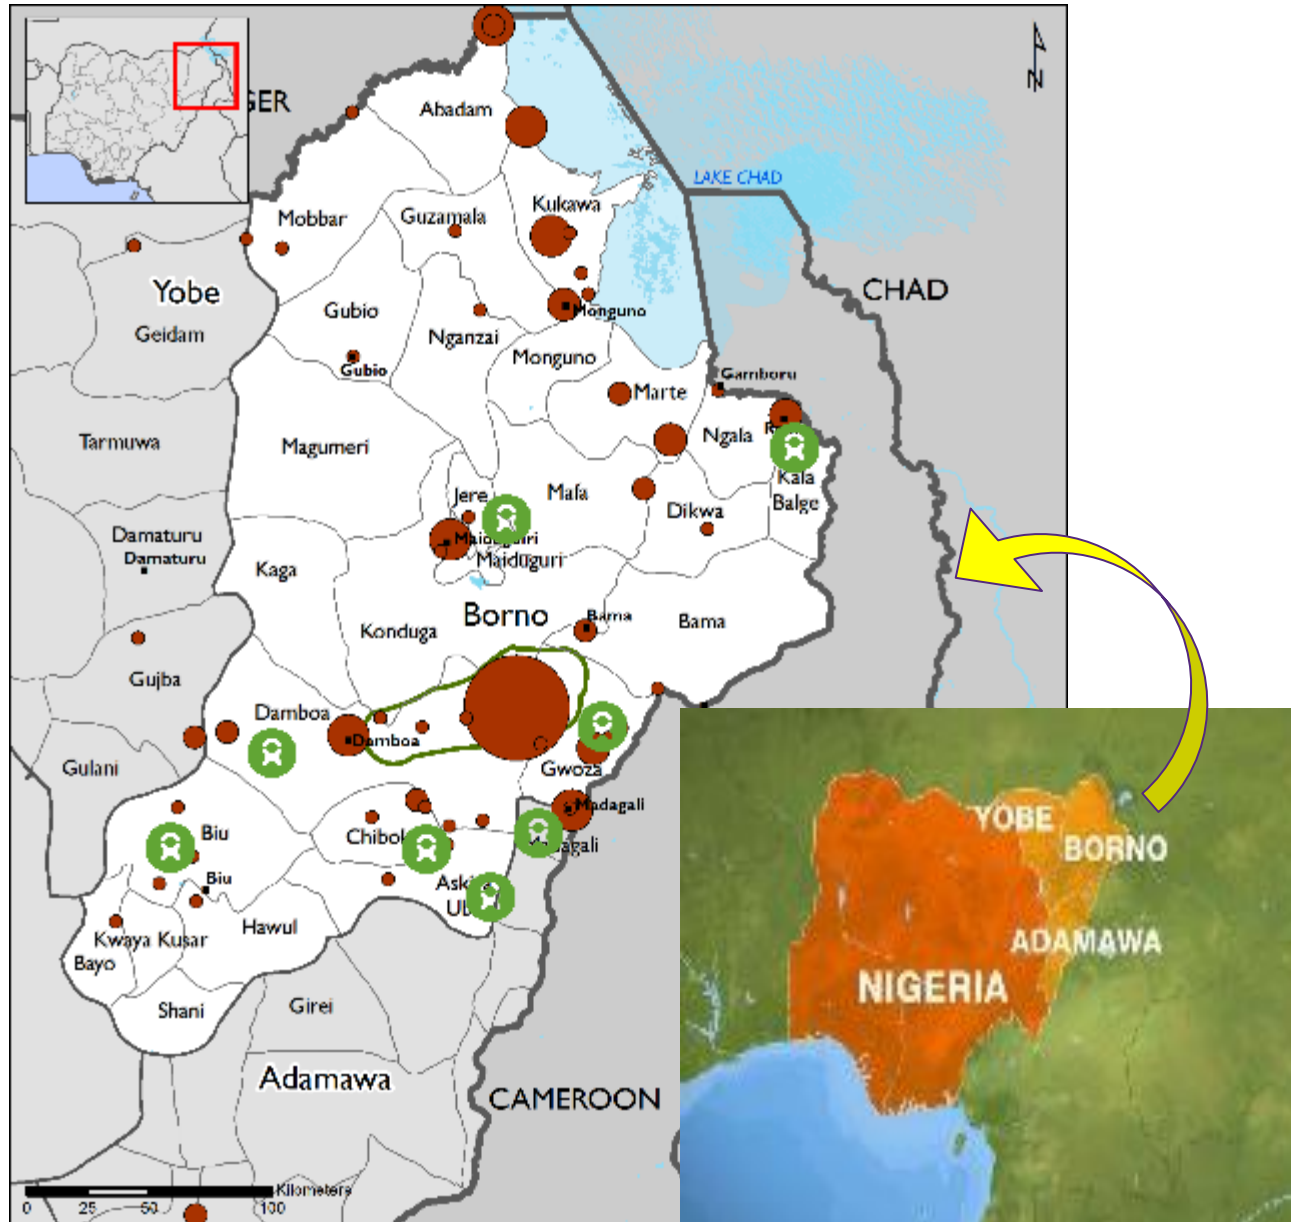 GER
Abadam
LAKE CHAD
Mobbar
Guzamala
Kukawa
Yobe
CHAD
Geidam
Gubio
Nganzai
Monguno
Monguno
Gubio
Gamboru
Marte
Tarmuwa
Magumeri
Ngala
Kala
Balge
Jere
Mafa
Dikwa
Maiduguri
Maiduguri
Damaturu
Damaturu
Kaga
Borno
Bama
Bama
Konduga
Gujba
Damboa
Damboa
Gulani
Gwoza
Madagali
Biu
Chibok
Biu
Kwaya Kusar
Hawul
Bayo
Shani
Girei
Adamawa
CAMEROON
Kilometers
0 25 50 100
N
YOBE
BORNO
ADAMAWA
NIGERIA